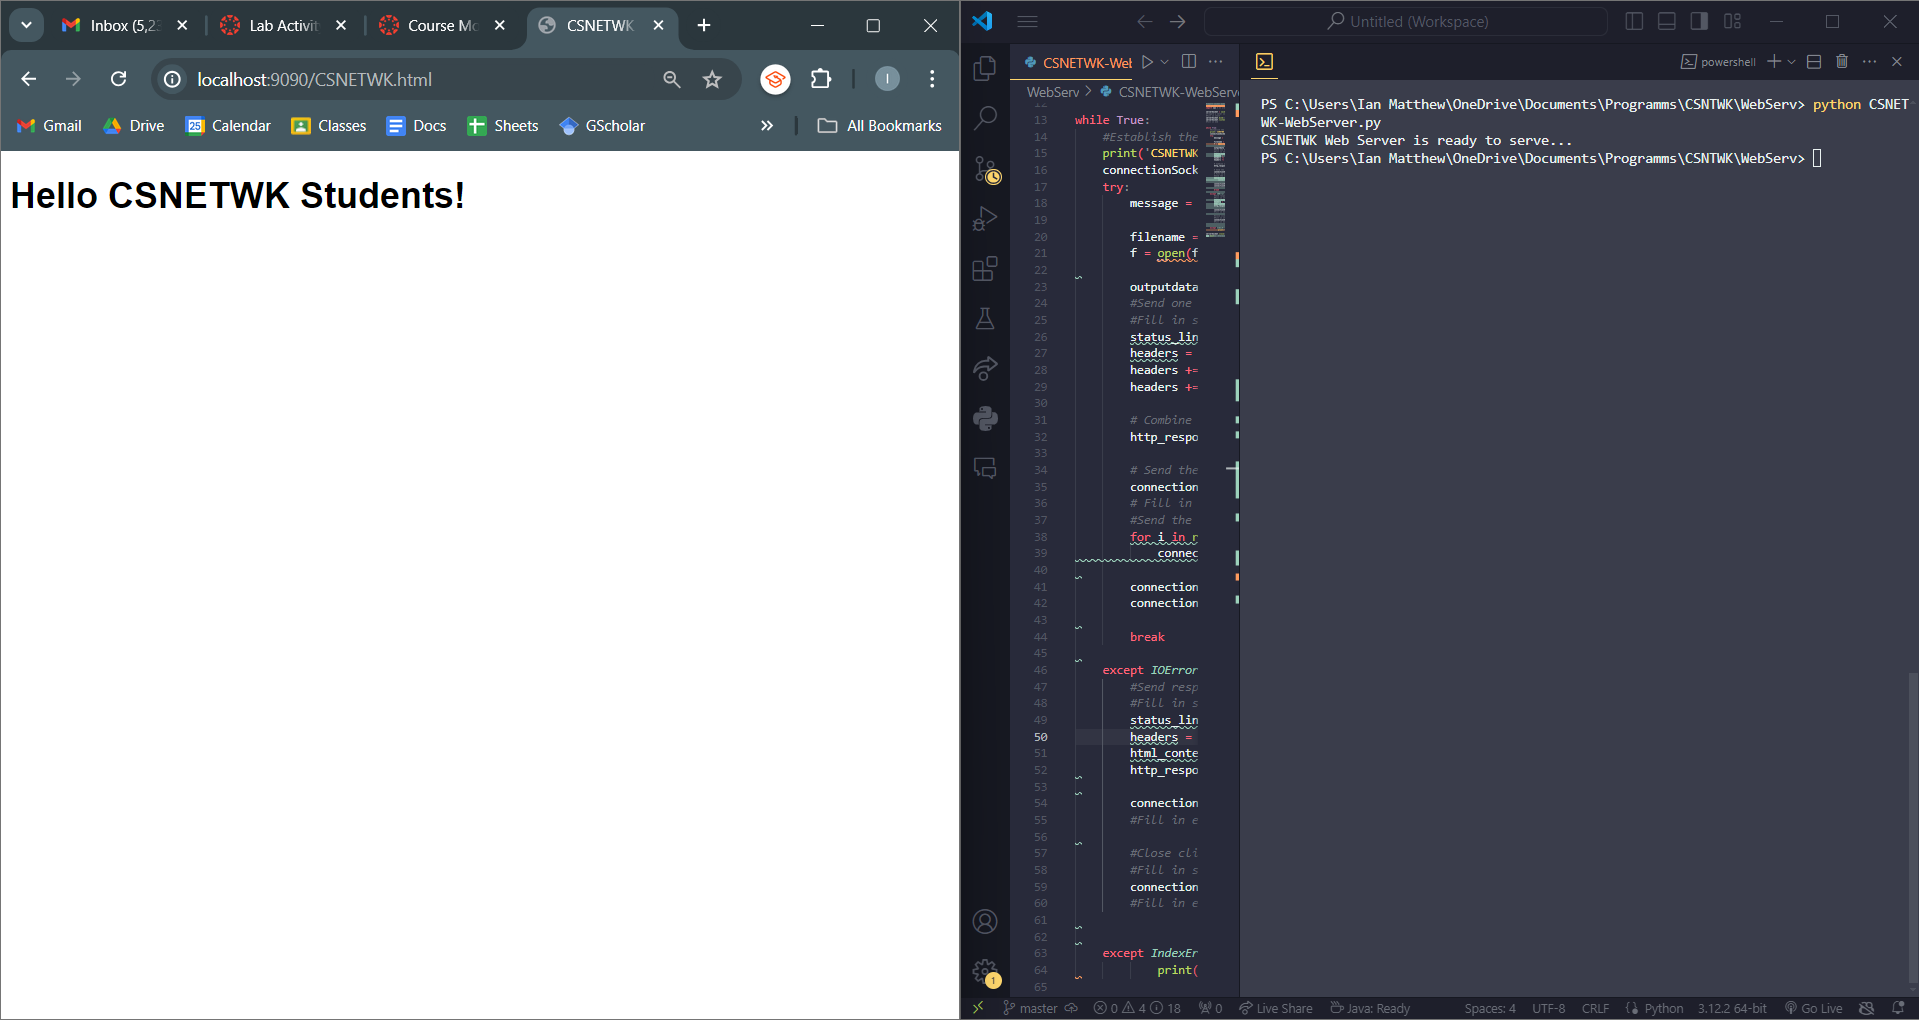 Inbox (5,23
Lab Activit
Course Mo
CSNETWK
localhost:9090/CSNETWK.html
I
Gmail
Drive
25
Calendar
Classes
Docs
Sheets
GScholar
»
All Bookmarks
Hello CSNETWK Students!
Untitled (Workspace)
CSNETWK-Wel
WebServ > CSNETWK-WebServ
12
13 while True:
14 #Establish the
15 print('CSNETWK
16 connectionSock
17 try:
18 message =
19
20 filename =
21 f = open(f
22
23 outputdata
24 #Send one
25 #Fill in s
26 status_lin
27 headers =
28 headers +=
29 headers +=
30
31 # Combine
32 http_respo
33
34 # Send the
35 connection
36 # Fill in
37 #Send the
38 for i in r
39 connec
40
41 connection
42 connection
43
44 break
45
46 except IOError
47 #Send resp
48 #Fill in s
49 status_lin
50 headers =
51 html_conte
52 http_respo
53
54 connection
55 #Fill in e
56
57 #Close cli
58 #Fill in s
59 connection
60 #Fill in e
61
62
63 except IndexEr
64 print(
65
powershell
PS C:\Users\Ian Matthew\OneDrive\Documents\Programms\CSNTWK\WebServ> python CSNET
WK-WebServer.py
CSNETWK Web Server is ready to serve...
PS C:\Users\Ian Matthew\OneDrive\Documents\Programms\CSNTWK\WebServ>
1
master
0 4 18
0
Live Share
Java: Ready
Spaces: 4
UTF-8
CRLF
Python
3.12.2 64-bit
Go Live